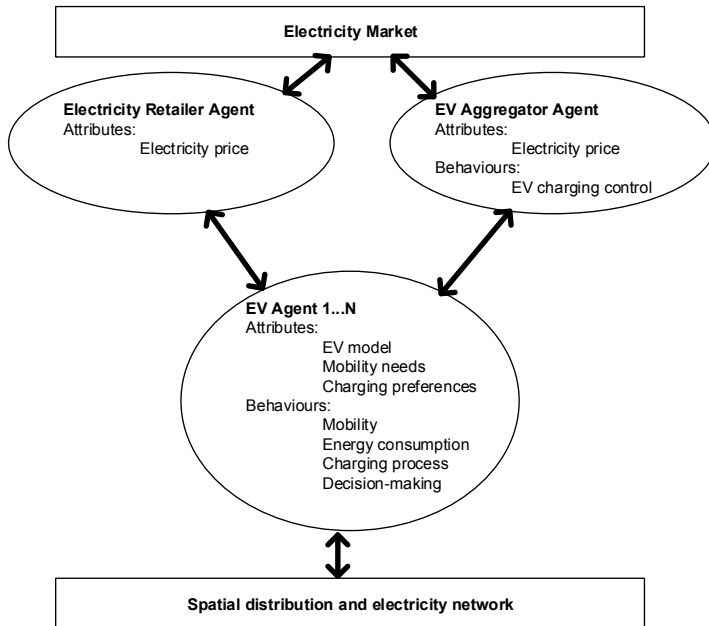 Electricity Market
Electricity Retailer Agent
Attributes:
Electricity price
EV Aggregator Agent
Attributes:
Electricity price
Behaviours:
EV charging control
EV Agent 1...N
Attributes:
EV model
Mobility needs
Charging preferences
Behaviours:
Mobility
Energy consumption
Charging process
Decision-making
Spatial distribution and electricity network